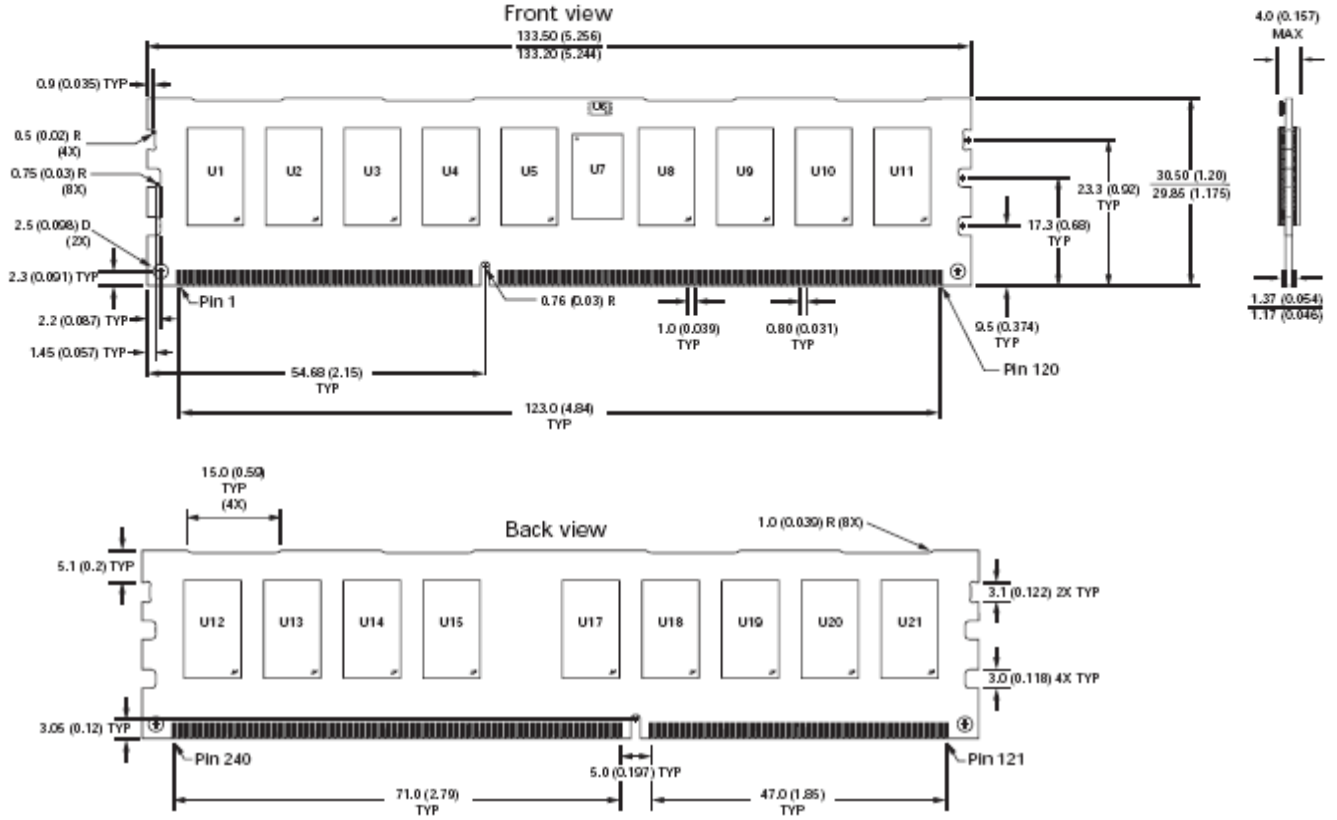 Front view
133.50 (5.256)
133.20 (5.244)
4.0 (0.157)
MAX
0.9 (0.035) TYP
0.5 (0.02) R
(4X)
0.75 (0.03) R
(8X)
2.5 (0.098) D
(2X)
2.3 (0.091) TYP
2.2 (0.087) TYP
1.45 (0.057) TYP
U6
U1
U2
U3
U4
U5
U7
U8
U9
U10
U11
Pin 1
0.76 (0.03) R
1.0 (0.039)
TYP
0.80 (0.031)
TYP
54.68 (2.15)
TYP
123.0 (4.84)
TYP
Pin 120
23.3 (0.92)
TYP
17.3 (0.68)
TYP
9.5 (0.374)
TYP
30.50 (1.20)
29.85 (1.175)
1.37 (0.054)
1.17 (0.046)
15.0 (0.59)
TYP
(4X)
Back view
1.0 (0.039) R (8X)
5.1 (0.2) TYP
3.1 (0.122) 2X TYP
U12
U13
U14
U15
U17
U18
U19
U20
U21
3.0 (0.118) 4X TYP
3.05 (0.12) TYP
Pin 240
Pin 121
5.0 (0.197) TYP
71.0 (2.79)
TYP
47.0 (1.85)
TYP